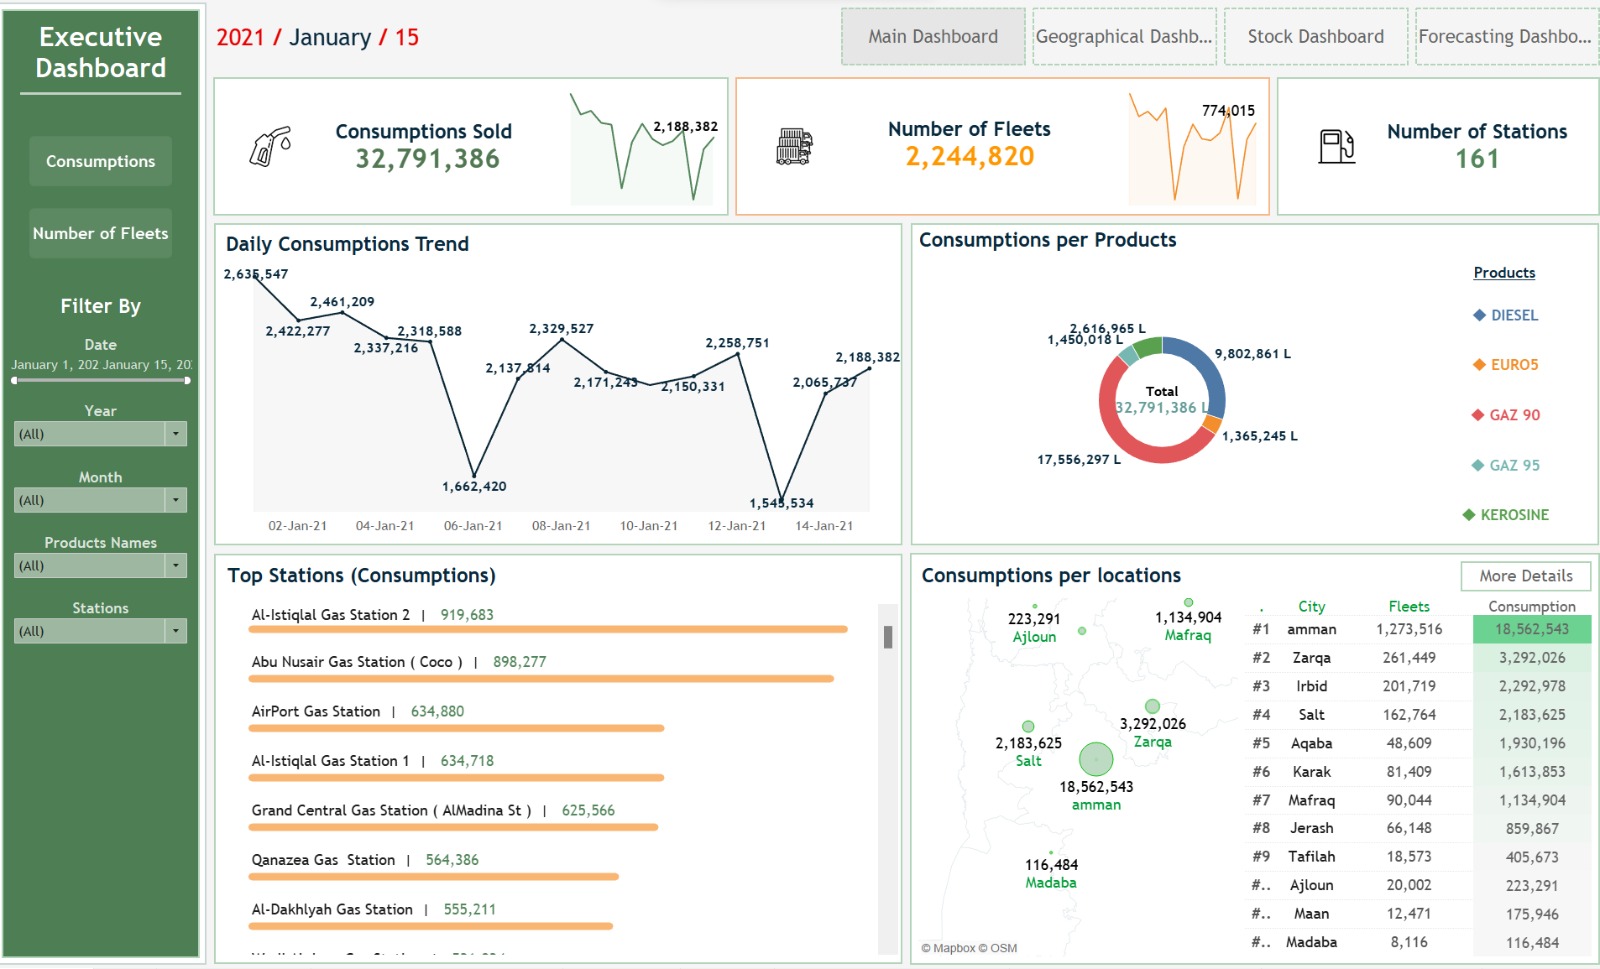 Executive
Dashboard
Consumptions
Number of Fleets
Filter By
Date
January 1, 202 January 15, 20
Year
(All)
Month
(All)
Products Names
(All)
Stations
(All)
2021 / January / 15
Main Dashboard
Geographical Dashb...
Stock Dashboard
Forecasting Dashbo...
Consumptions Sold
32,791,386
2,188,382
Number of Fleets
2,244,820
774,015
Number of Stations
161
Daily Consumptions Trend
2,635,547
2,422,277
2,461,209
2,337,216
2,318,588
1,662,420
2,137,814
2,329,527
2,171,243
2,150,331
2,258,751
1,545,534
2,065,737
2,188,382
02-Jan-21 04-Jan-21 06-Jan-21 08-Jan-21 10-Jan-21 12-Jan-21 14-Jan-21
Consumptions per Products
2,616,965 L
1,450,018 L
9,802,861 L
Total
32,791,386 L
1,365,245 L
17,556,297 L
Products
DIESEL
EURO5
GAZ 90
GAZ 95
KEROSINE
Top Stations (Consumptions)
Al-Istiqlal Gas Station 2 | 919,683
Abu Nusair Gas Station ( Coco ) | 898,277
AirPort Gas Station | 634,880
Al-Istiqlal Gas Station 1 | 634,718
Grand Central Gas Station ( AlMadina St ) | 625,566
Qanazea Gas Station | 564,386
Al-Dakhlyah Gas Station | 555,211
Consumptions per locations
More Details
223,291
Ajloun
1,134,904
Mafraq
3,292,026
Zarqa
2,183,625
Salt
18,562,543
amman
116,484
Madaba
© Mapbox © OSM
. City Fleets Consumption
#1 amman 1,273,516 18,562,543
#2 Zarqa 261,449 3,292,026
#3 Irbid 201,719 2,292,978
#4 Salt 162,764 2,183,625
#5 Aqaba 48,609 1,930,196
#6 Karak 81,409 1,613,853
#7 Mafraq 90,044 1,134,904
#8 Jerash 66,148 859,867
#9 Tafilah 18,573 405,673
#.. Ajloun 20,002 223,291
#.. Maan 12,471 175,946
#.. Madaba 8,116 116,484